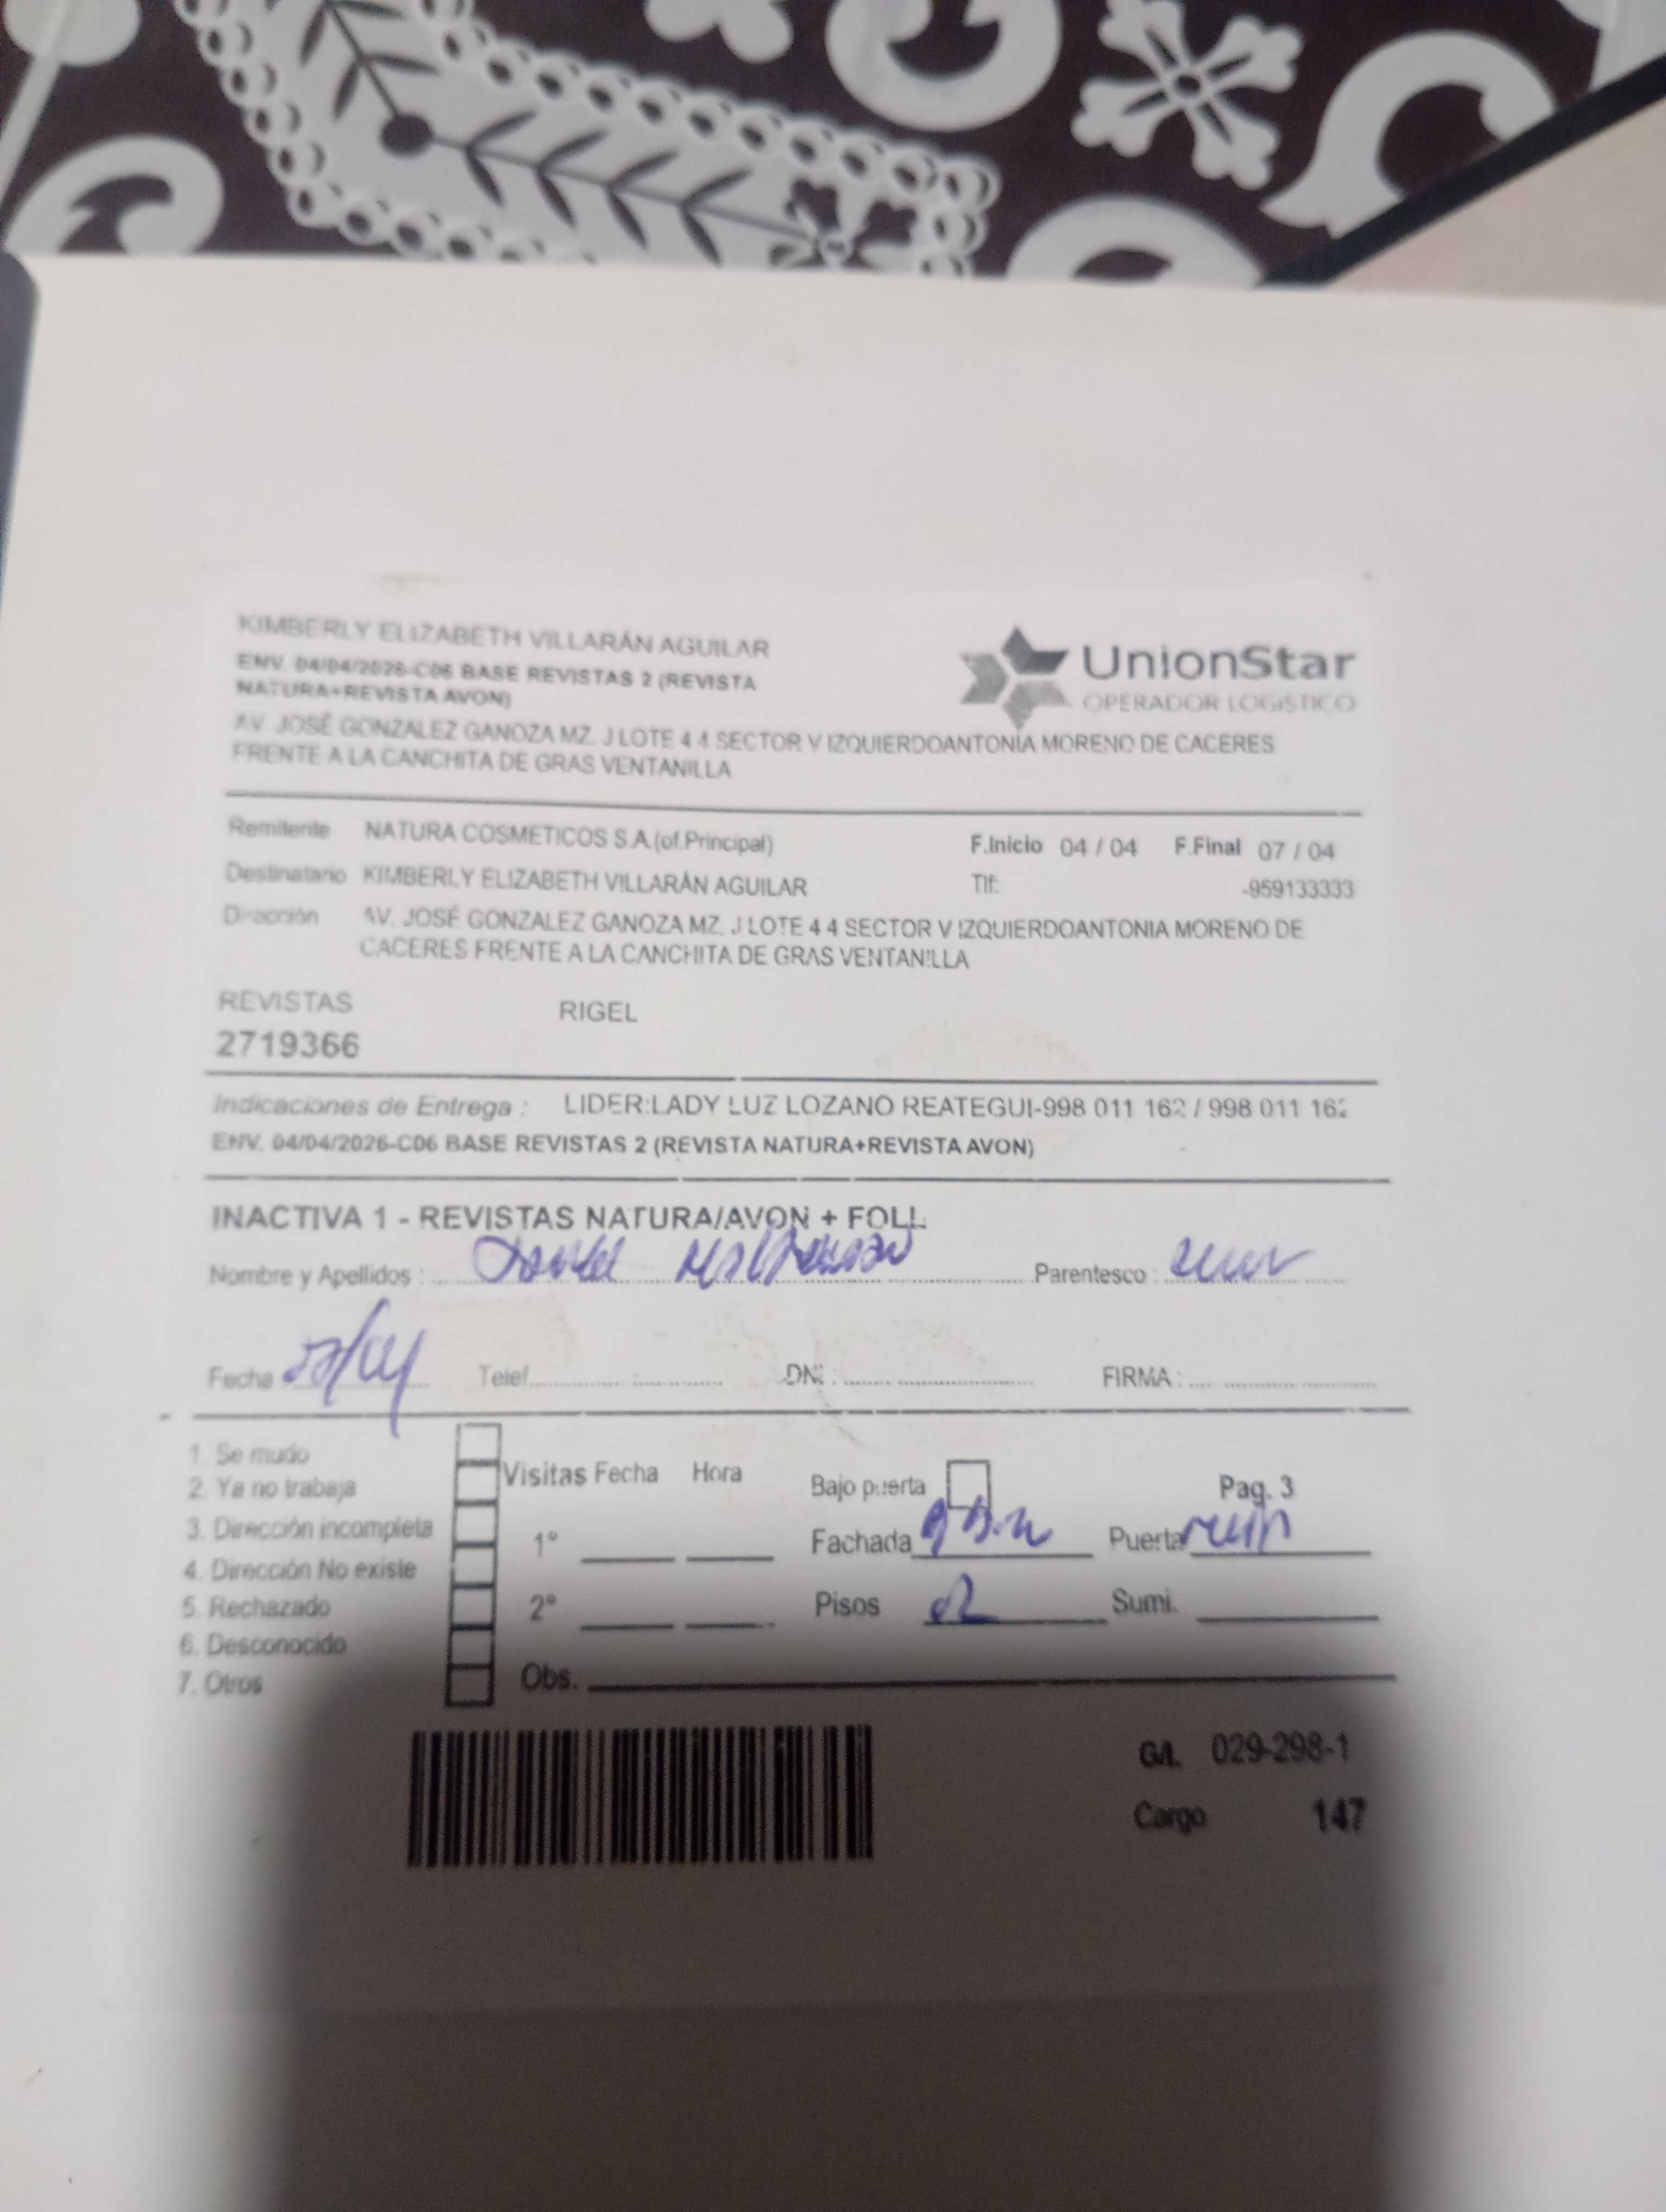 KIMBERLY ELIZABETH VILLARÁN AGUILAR
ENV. 04/04/2026-C06 BASE REVISTAS 2 (REVISTA
NATURA+REVISTA AVON)
UnionStar
OPERADOR LOGISTICO
AV. JOSÉ GONZALEZ GANOZA MZ. J LOTE 4 4 SECTOR V IZQUIERDOANTONIA MORENO DE CACERES
FRENTE A LA CANCHITA DE GRAS VENTANILLA
Remitente NATURA COSMETICOS S.A.(of.Principal) F.Inicio 04 / 04 F.Final 07 / 04
Destinatario KIMBERLY ELIZABETH VILLARÁN AGUILAR Tlf: -959133333
Dirección AV. JOSÉ GONZALEZ GANOZA MZ. J LOTE 4 4 SECTOR V IZQUIERDOANTONIA MORENO DE
CACERES FRENTE A LA CANCHITA DE GRAS VENTANILLA
REVISTAS RIGEL
2719366
Indicaciones de Entrega : LIDER:LADY LUZ LOZANO REATEGUI-998 011 162 / 998 011 162
ENV. 04/04/2026-C06 BASE REVISTAS 2 (REVISTA NATURA+REVISTA AVON)
INACTIVA 1 - REVISTAS NATURA/AVON + FOLL.
Nombre y Apellidos : Parentesco :
Fecha Telef. DNI : FIRMA :
1. Se mudo
2. Ya no trabaja
3. Dirección incompleta
4. Dirección No existe
5. Rechazado
6. Desconocido
7. Otros
Visitas Fecha Hora
1°
2°
Obs.
Bajo puerta Pag. 3
Fachada Puerta
Pisos 02 Sumi.
G/I. 029-298-1
Cargo 147